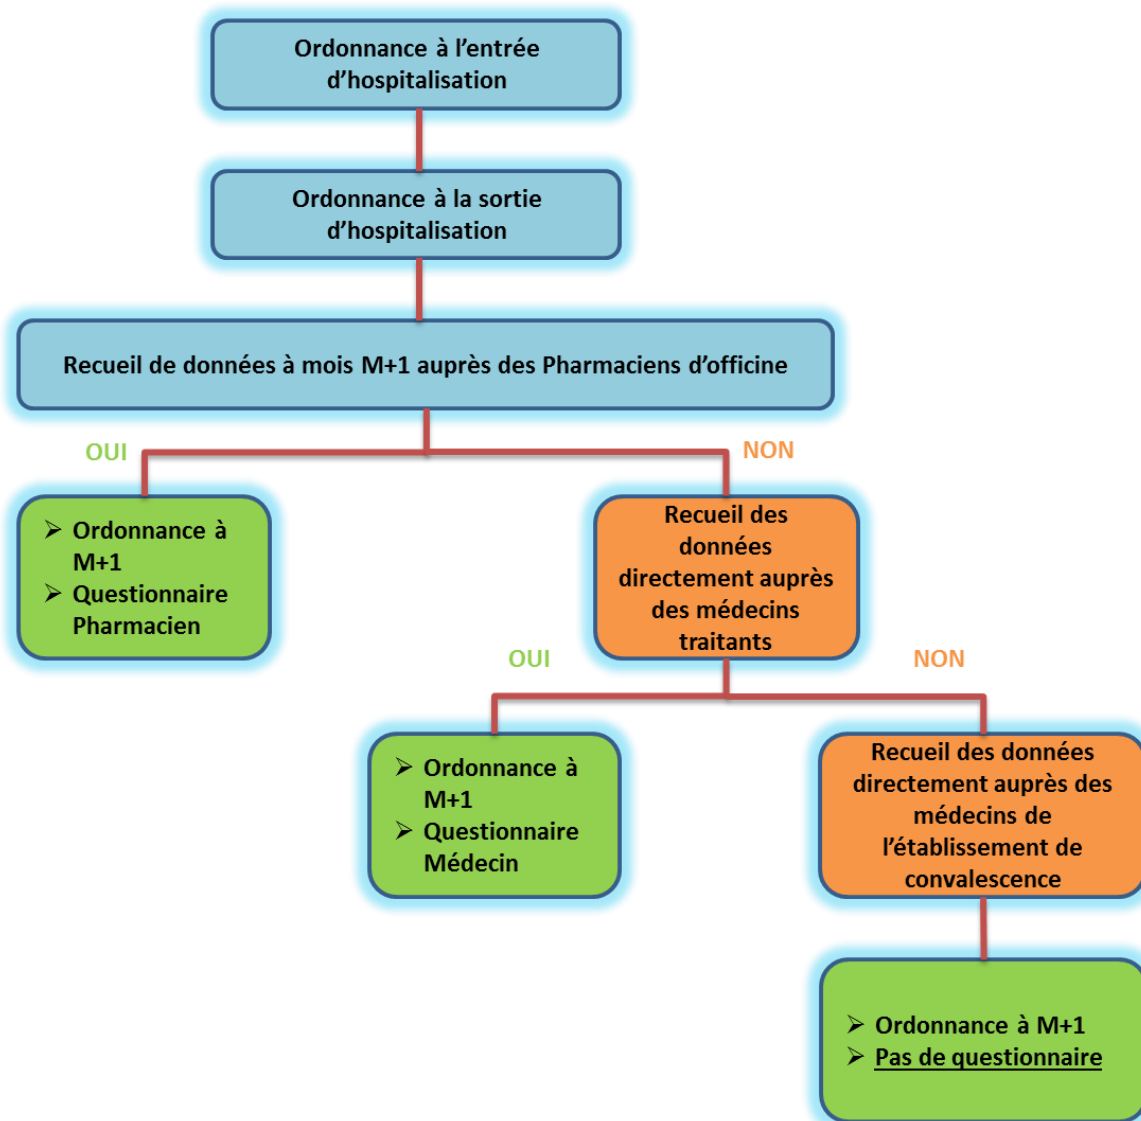 Ordonnance à l'entrée
d'hospitalisation
Ordonnance à la sortie
d'hospitalisation
Recueil de données à mois M+1 auprès des Pharmaciens d'officine
OUI
NON
➢ Ordonnance à
M+1
➢ Questionnaire
Pharmacien
Recueil des
données
directement auprès
des médecins
traitants
OUI
NON
➢ Ordonnance à
M+1
➢ Questionnaire
Médecin
Recueil des données
directement auprès des
médecins de
l'établissement de
convalescence
➢ Ordonnance à M+1
➢ Pas de questionnaire